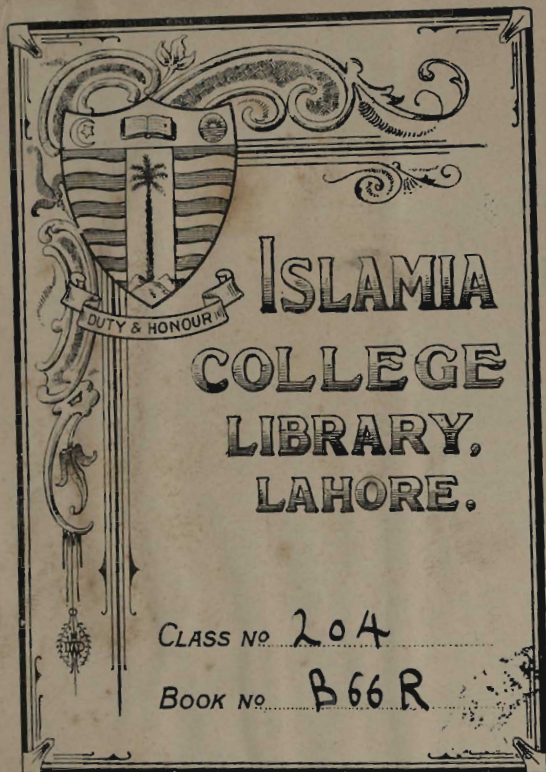 DUTY & HONOUR
ISLAMIA
COLLEGE
LIBRARY,
LAHORE.
CLASS NO 204
BOOK NO B66R